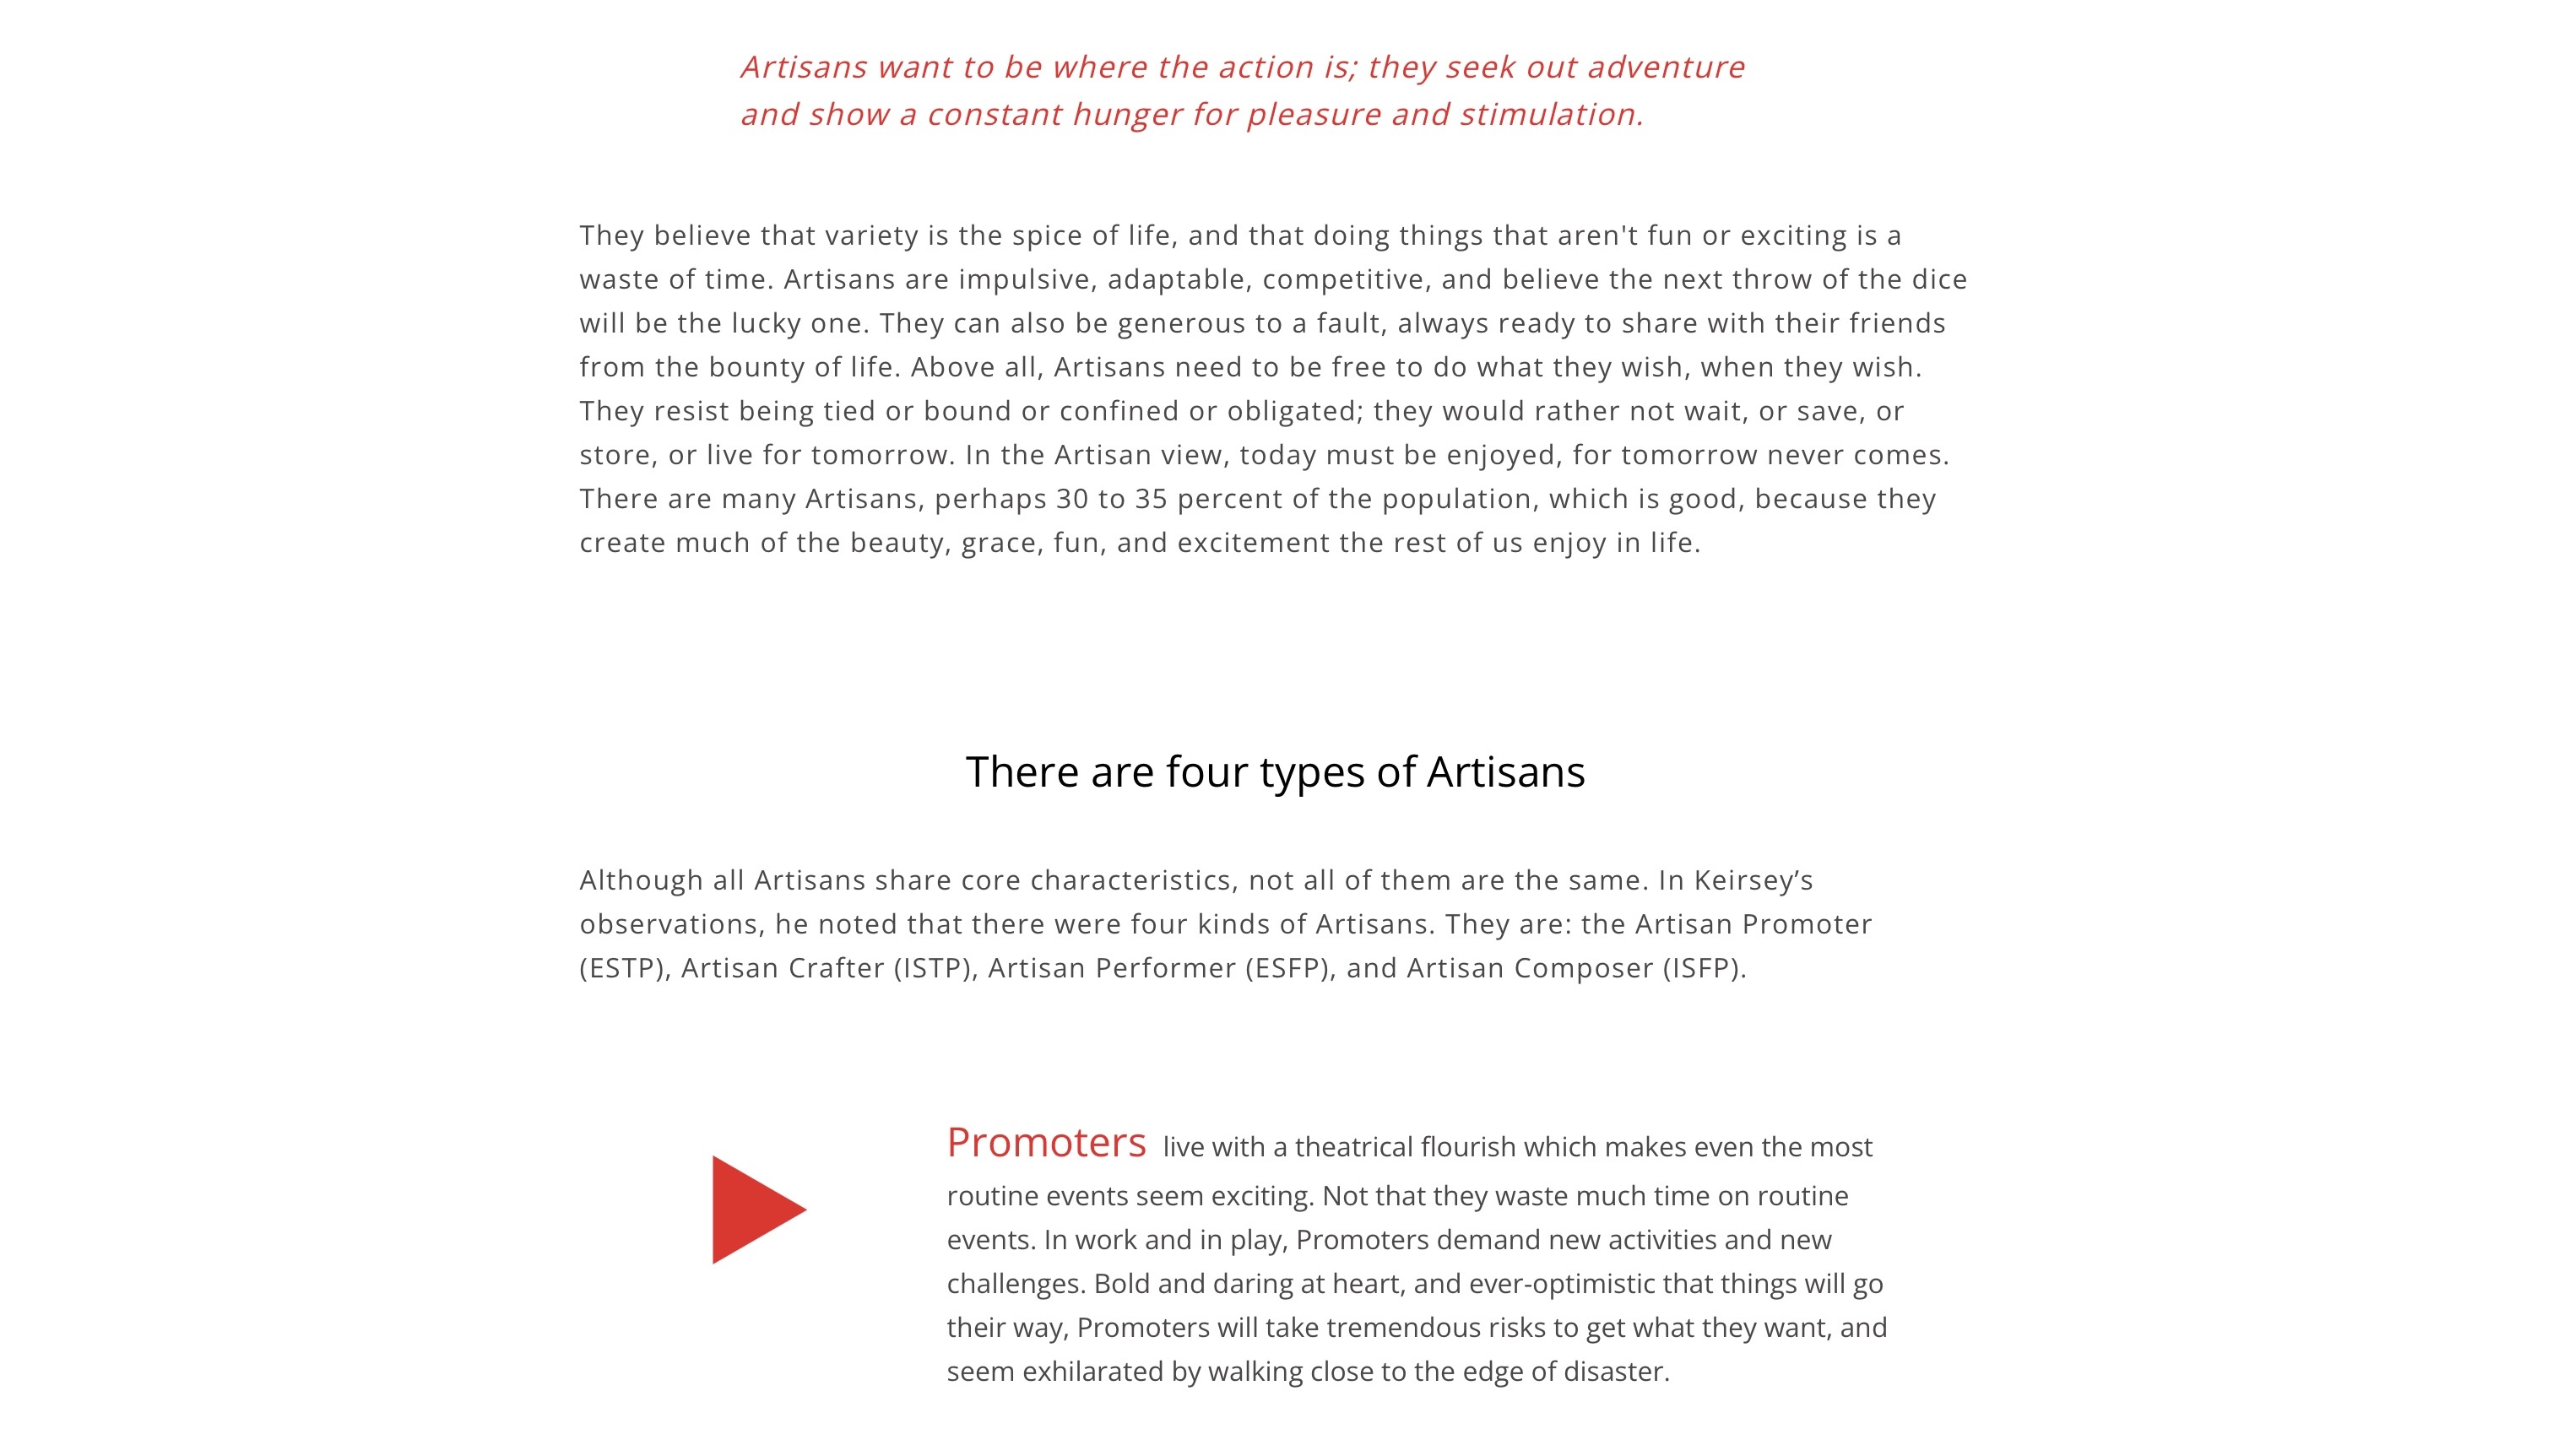 Artisans want to be where the action is; they seek out adventure
and show a constant hunger for pleasure and stimulation.
They believe that variety is the spice of life, and that doing things that aren't fun or exciting is a
waste of time. Artisans are impulsive, adaptable, competitive, and believe the next throw of the dice
will be the lucky one. They can also be generous to a fault, always ready to share with their friends
from the bounty of life. Above all, Artisans need to be free to do what they wish, when they wish.
They resist being tied or bound or confined or obligated; they would rather not wait, or save, or
store, or live for tomorrow. In the Artisan view, today must be enjoyed, for tomorrow never comes.
There are many Artisans, perhaps 30 to 35 percent of the population, which is good, because they
create much of the beauty, grace, fun, and excitement the rest of us enjoy in life.
There are four types of Artisans
Although all Artisans share core characteristics, not all of them are the same. In Keirsey’s
observations, he noted that there were four kinds of Artisans. They are: the Artisan Promoter
(ESTP), Artisan Crafter (ISTP), Artisan Performer (ESFP), and Artisan Composer (ISFP).
Promoters live with a theatrical flourish which makes even the most
routine events seem exciting. Not that they waste much time on routine
events. In work and in play, Promoters demand new activities and new
challenges. Bold and daring at heart, and ever-optimistic that things will go
their way, Promoters will take tremendous risks to get what they want, and
seem exhilarated by walking close to the edge of disaster.